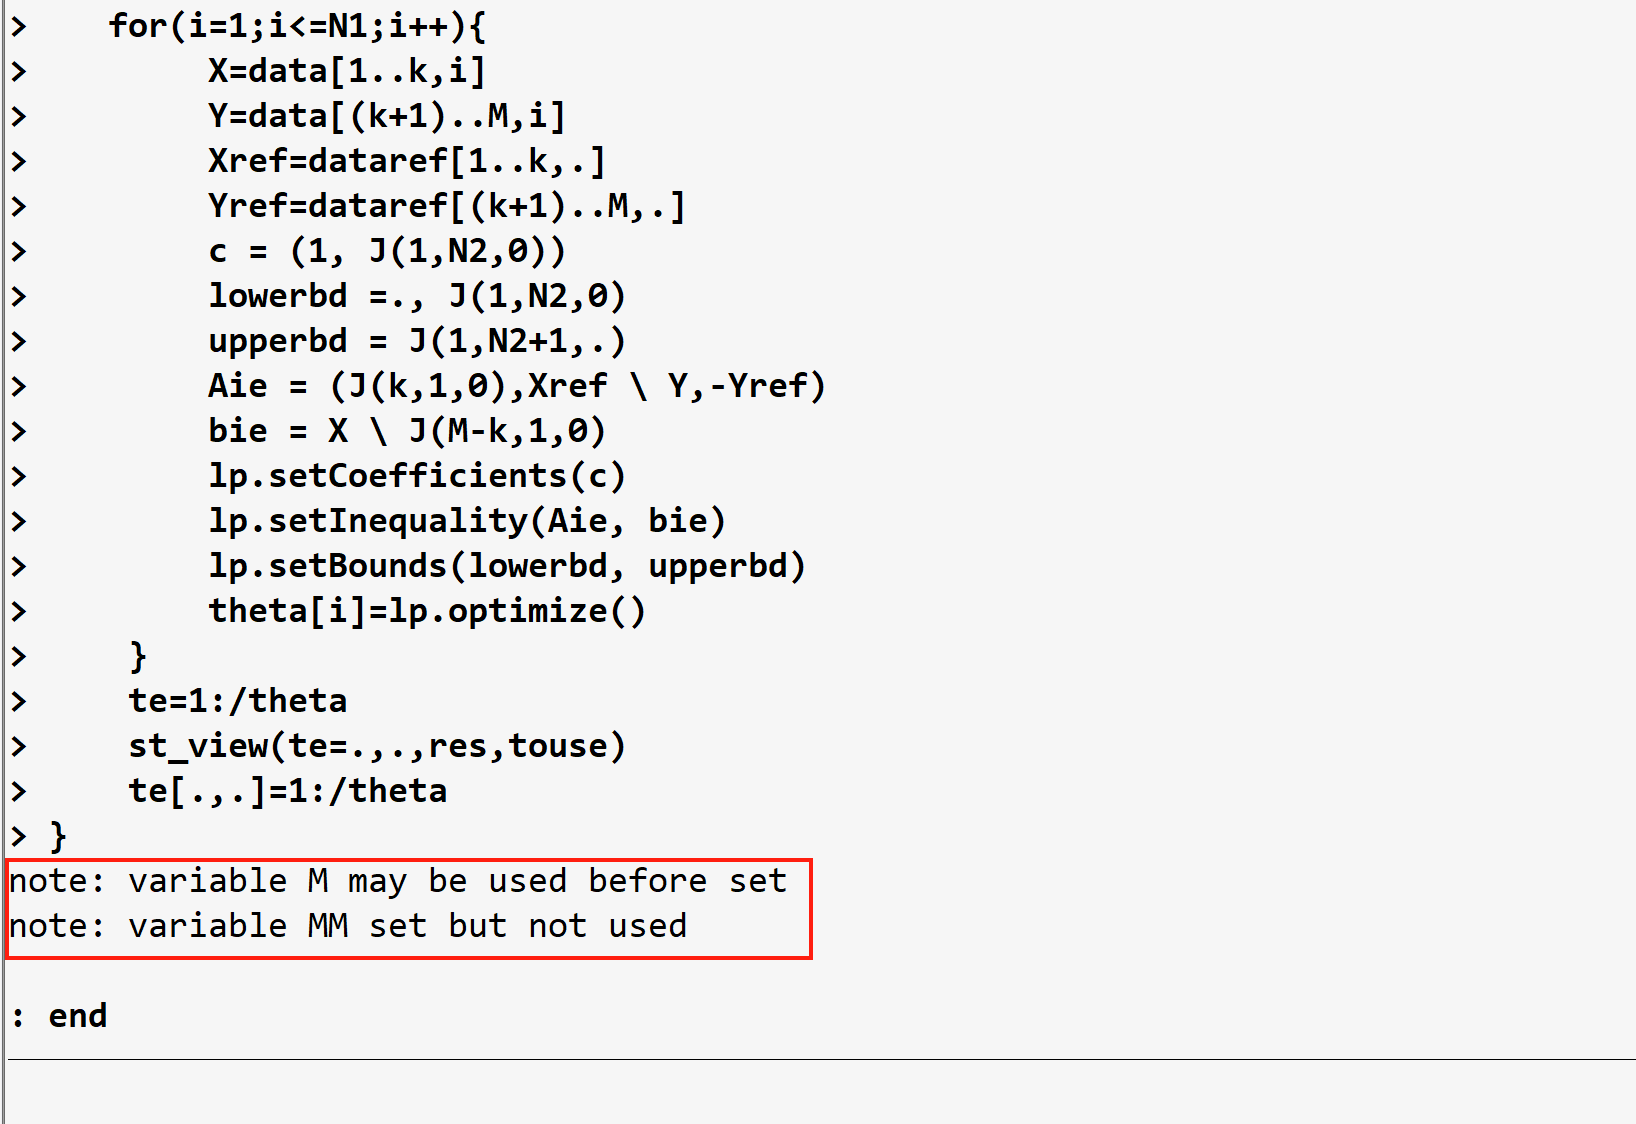 >    for(i=1;i<=N1;i++){
>         X=data[1..k,i]
>         Y=data[(k+1)..M,i]
>         Xref=dataref[1..k,.]
>         Yref=dataref[(k+1)..M,.]
>         c = (1, J(1,N2,0))
>         lowerbd =., J(1,N2,0)
>         upperbd = J(1,N2+1,.)
>         Aie = (J(k,1,0),Xref \ Y,-Yref)
>         bie = X \ J(M-k,1,0)
>         lp.setCoefficients(c)
>         lp.setInequality(Aie, bie)
>         lp.setBounds(lowerbd, upperbd)
>         theta[i]=lp.optimize()
>     }
>     te=1:/theta
>     st_view(te=.,.,res,touse)
>     te[.,.]=1:/theta
> }
note: variable M may be used before set
note: variable MM set but not used
: end